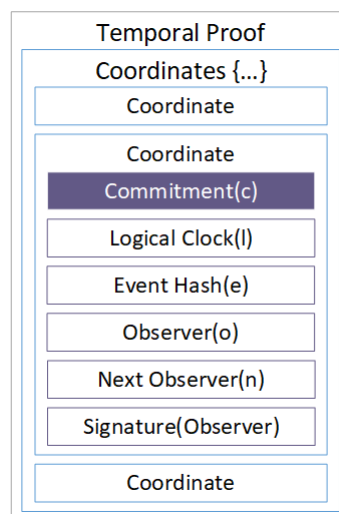 Temporal Proof
Coordinates {...}
Coordinate
Coordinate
Commitment(c)
Logical Clock(l)
Event Hash(e)
Observer(o)
Next Observer(n)
Signature(Observer)
Coordinate